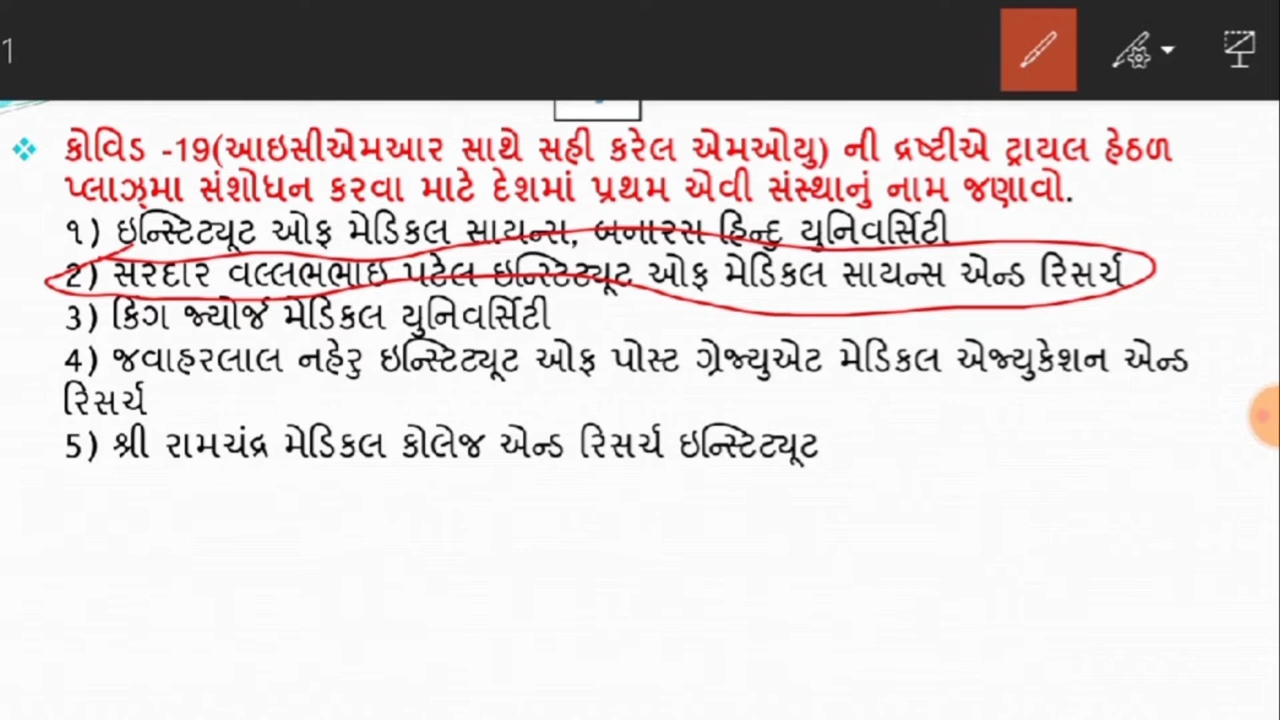 1
કોવિડ -19(આઇસીએમઆર સાથે સહી કરેલ એમઓયુ) ની દ્રષ્ટીએ ટ્રાયલ હેઠળ
પ્લાઝ્મા સંશોધન કરવા માટે દેશમાં પ્રથમ એવી સંસ્થાનું નામ જણાવો.
૧) ઇન્સ્ટિટ્યૂટ ઓફ મેડિકલ સાયન્સ, બનારસ હિન્દુ યુનિવર્સિટી
2) સરદાર વલ્લભભાઇ પટેલ ઇન્સ્ટિટ્યૂટ ઓફ મેડિકલ સાયન્સ એન્ડ રિસર્ચ
3) કિંગ જ્યોર્જ મેડિકલ યુનિવર્સિટી
4) જવાહરલાલ નહેરુ ઇન્સ્ટિટ્યૂટ ઓફ પોસ્ટ ગ્રેજ્યુએટ મેડિકલ એજ્યુકેશન એન્ડ
રિસર્ચ
5) શ્રી રામચંદ્ર મેડિકલ કોલેજ એન્ડ રિસર્ચ ઇન્સ્ટિટ્યૂટ